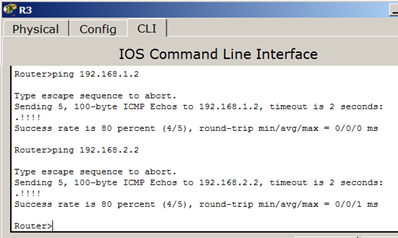 R3
Physical Config CLI
IOS Command Line Interface
Router>ping 192.168.1.2
Type escape sequence to abort.
Sending 5, 100-byte ICMP Echos to 192.168.1.2, timeout is 2 seconds:
.!!!!
Success rate is 80 percent (4/5), round-trip min/avg/max = 0/0/0 ms
Router>ping 192.168.2.2
Type escape sequence to abort.
Sending 5, 100-byte ICMP Echos to 192.168.2.2, timeout is 2 seconds:
.!!!!
Success rate is 80 percent (4/5), round-trip min/avg/max = 0/0/1 ms
Router>